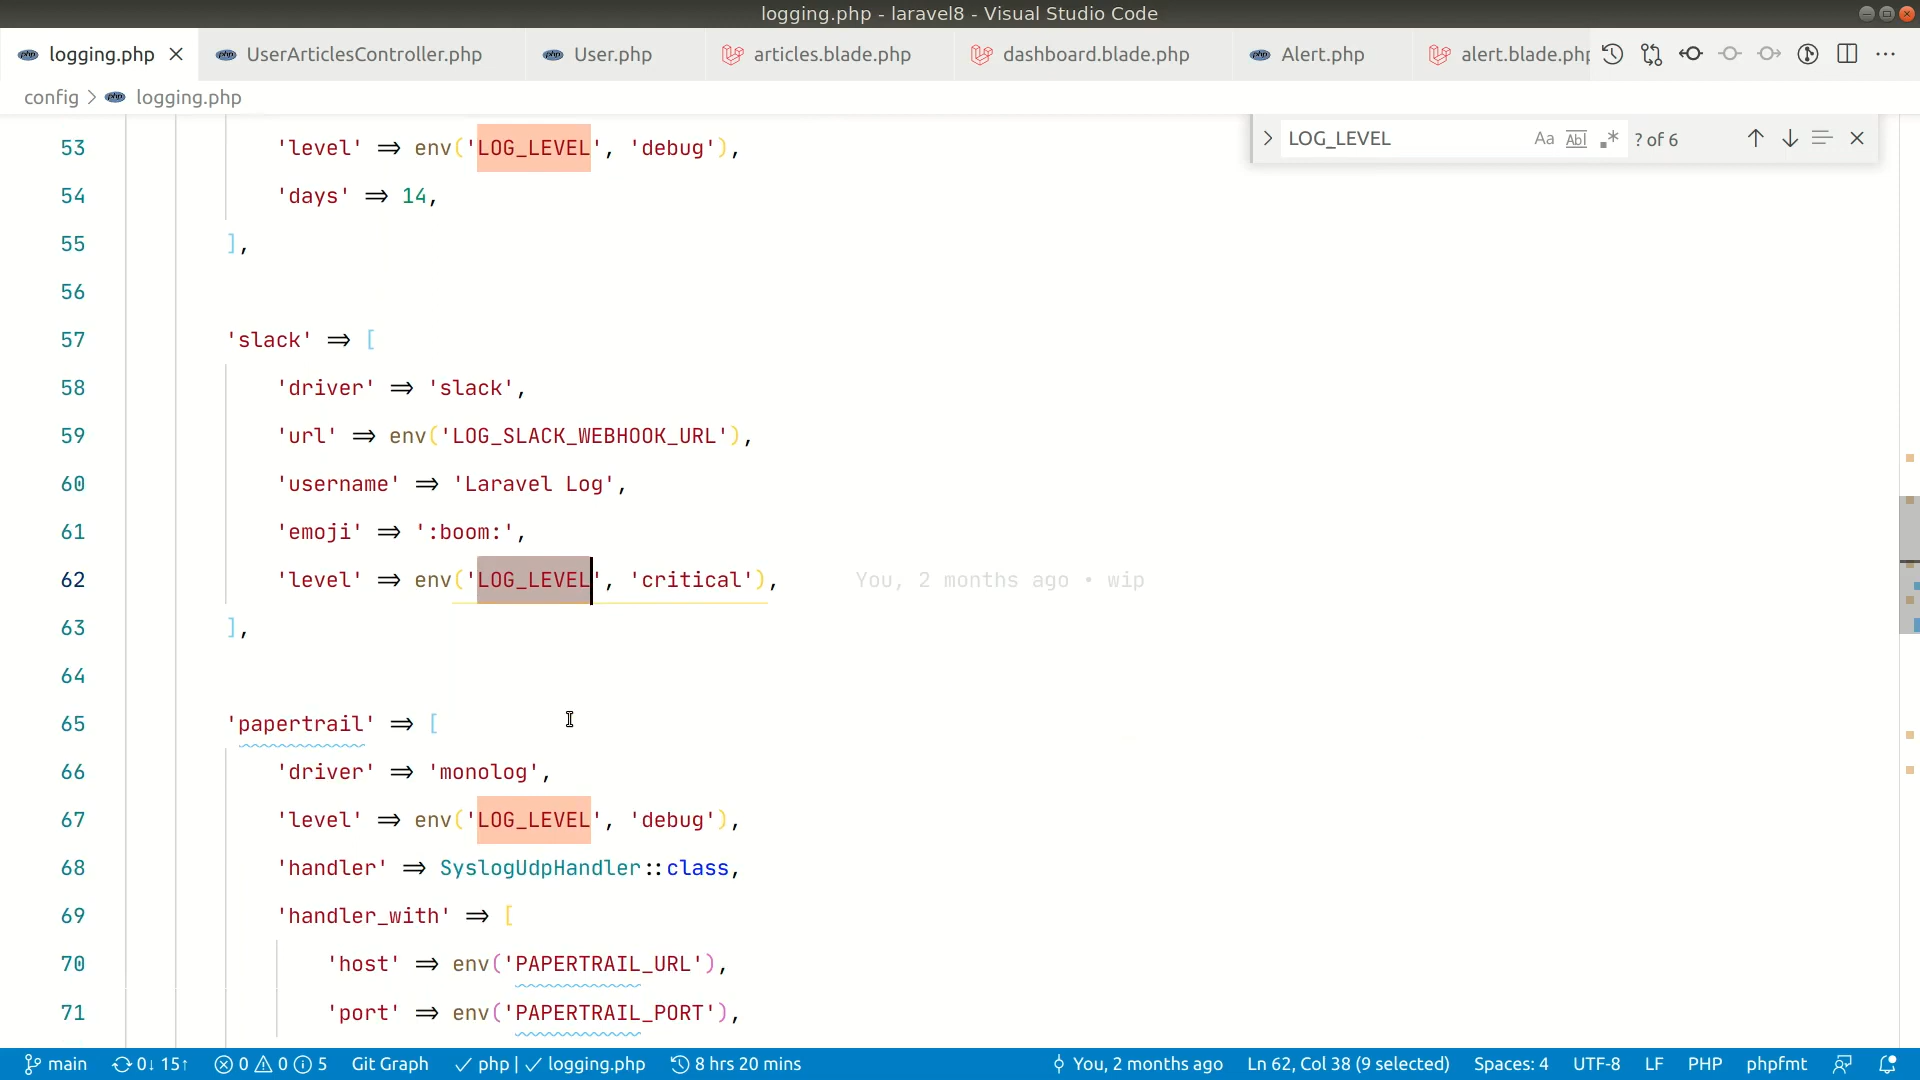 logging.php - laravel8 - Visual Studio Code
logging.php UserArticlesController.php User.php articles.blade.php dashboard.blade.php Alert.php alert.blade.php
config > logging.php
LOG_LEVEL Aa Abl .* ? of 6
53 'level' => env('LOG_LEVEL', 'debug'),
54 'days' => 14,
55 ],
56
57 'slack' => [
58 'driver' => 'slack',
59 'url' => env('LOG_SLACK_WEBHOOK_URL'),
60 'username' => 'Laravel Log',
61 'emoji' => ':boom:',
62 'level' => env('LOG_LEVEL', 'critical'), You, 2 months ago • wip
63 ],
64
65 'papertrail' => [
66 'driver' => 'monolog',
67 'level' => env('LOG_LEVEL', 'debug'),
68 'handler' => SyslogUdpHandler::class,
69 'handler_with' => [
70 'host' => env('PAPERTRAIL_URL'),
71 'port' => env('PAPERTRAIL_PORT'),
main 0↓ 15↑ 0 0 5 Git Graph ✓ php | ✓ logging.php 8 hrs 20 mins You, 2 months ago Ln 62, Col 38 (9 selected) Spaces: 4 UTF-8 LF PHP phpfmt